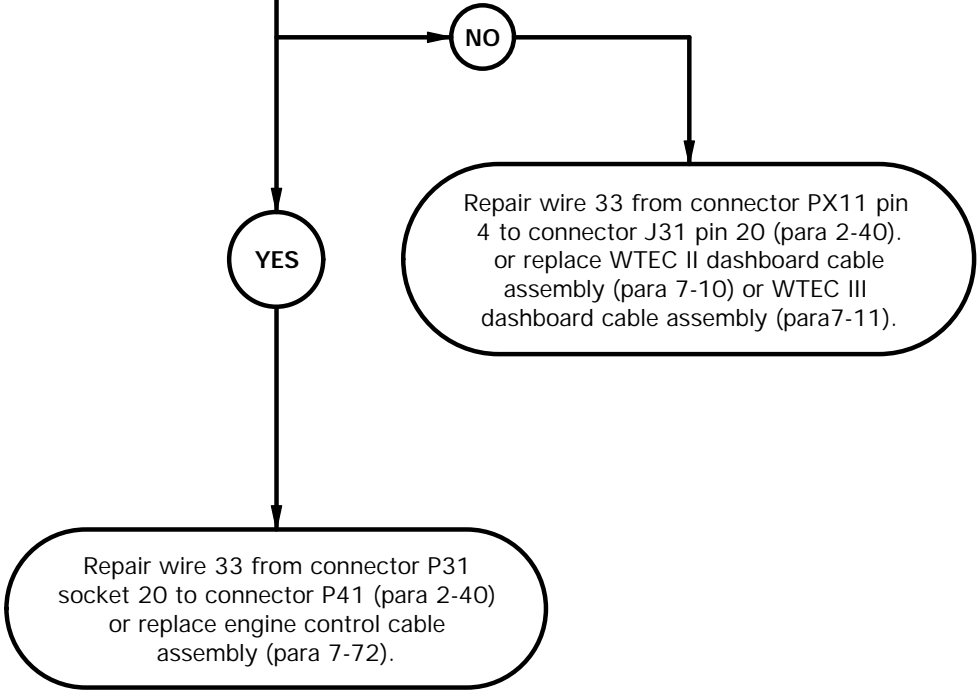 NO
Repair wire 33 from connector PX11 pin
4 to connector J31 pin 20 (para 2-40).
or replace WTEC II dashboard cable
assembly (para 7-10) or WTEC III
dashboard cable assembly (para7-11).
YES
Repair wire 33 from connector P31
socket 20 to connector P41 (para 2-40)
or replace engine control cable
assembly (para 7-72).